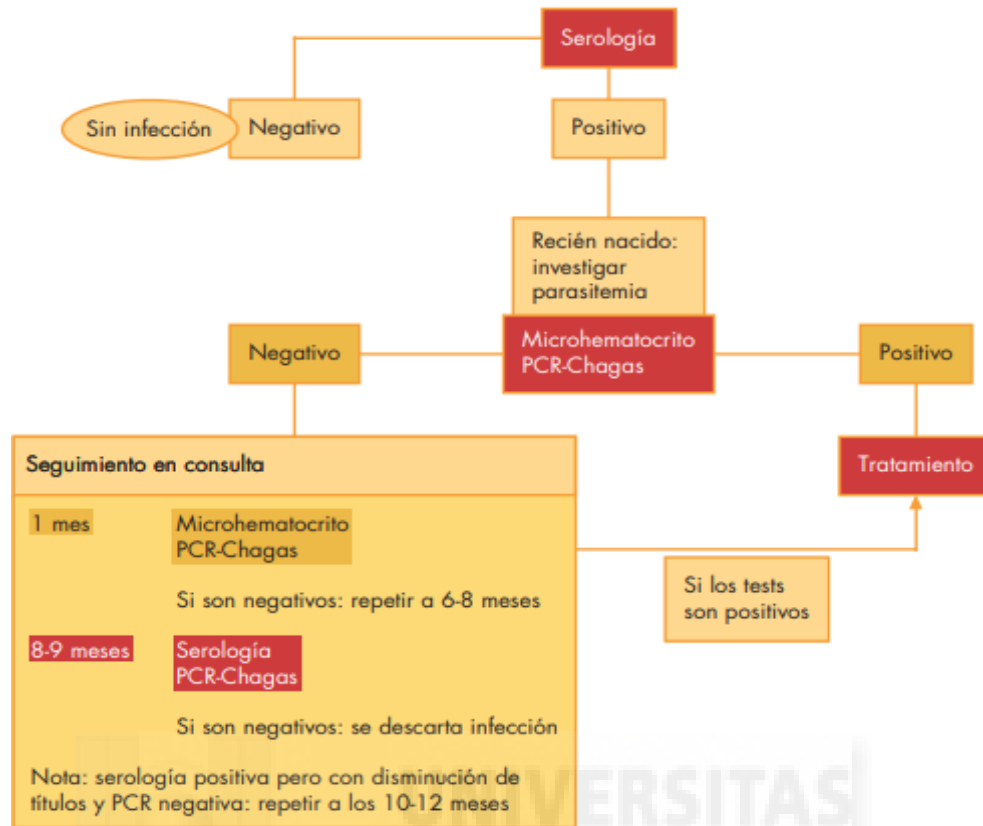 Serología
Sin infección
Negativo
Positivo
Recién nacido:
investigar
parasitemia
Negativo
Microhematocrito
PCR-Chagas
Positivo
Seguimiento en consulta
Tratamiento
1 mes
Microhematocrito
PCR-Chagas
Si son negativos: repetir a 6-8 meses
Si los tests
son positivos
8-9 meses
Serología
PCR-Chagas
Si son negativos: se descarta infección
Nota: serología positiva pero con disminución de
títulos y PCR negativa: repetir a los 10-12 meses
UNIVERSITAS